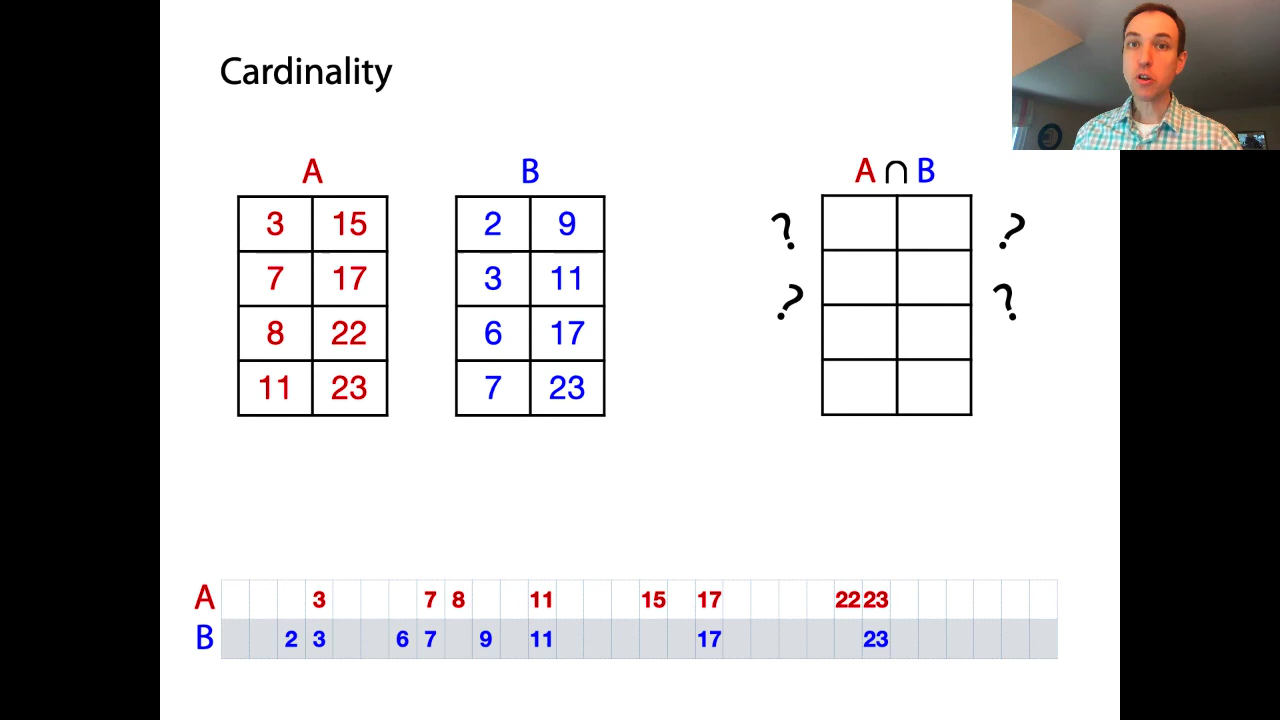 Cardinality
A B A ∩ B
3 15 2 9 ? ?
7 17 3 11 ? ?
8 22 6 17
11 23 7 23
A 3 7 8 11 15 17 22 23
B 2 3 6 7 9 11 17 23